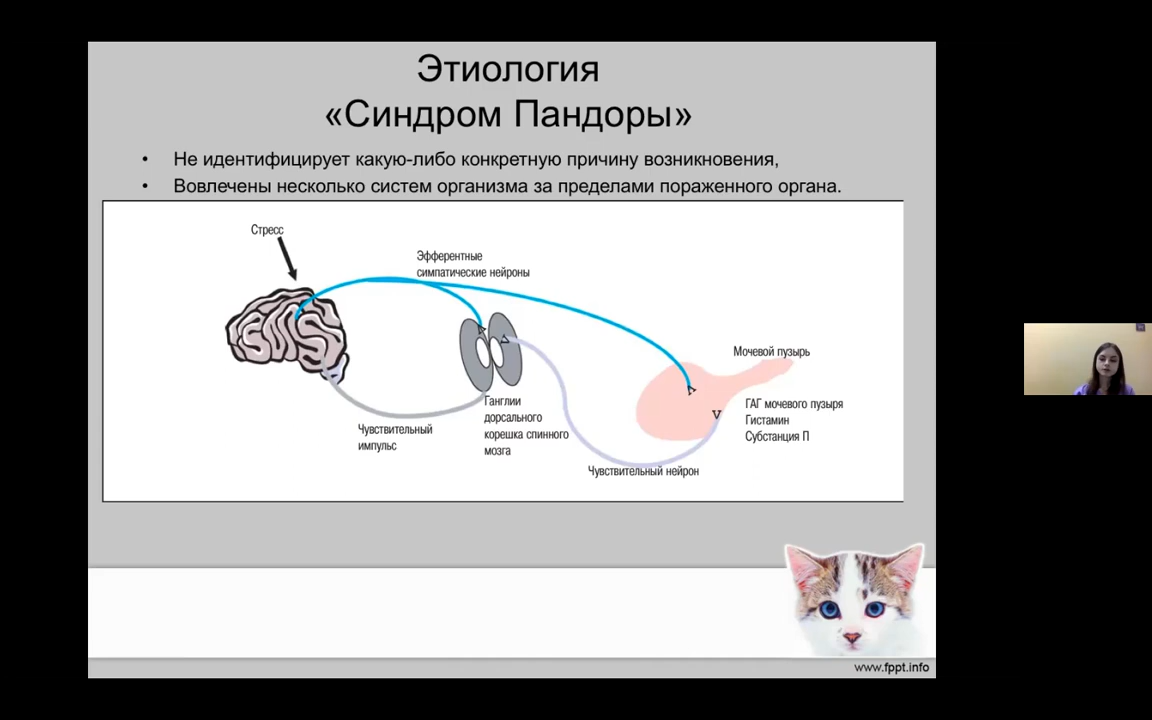 Этиология
«Синдром Пандоры»
• Не идентифицирует какую-либо конкретную причину возникновения,
• Вовлечены несколько систем организма за пределами пораженного органа.
Стресс
Эфферентные
симпатические нейроны
Мочевой пузырь
Ганглии
дорсального
корешка спинного
мозга
ГАГ мочевого пузыря
Гистамин
Субстанция П
Чувствительный
импульс
Чувствительный нейрон
www.fppt.info